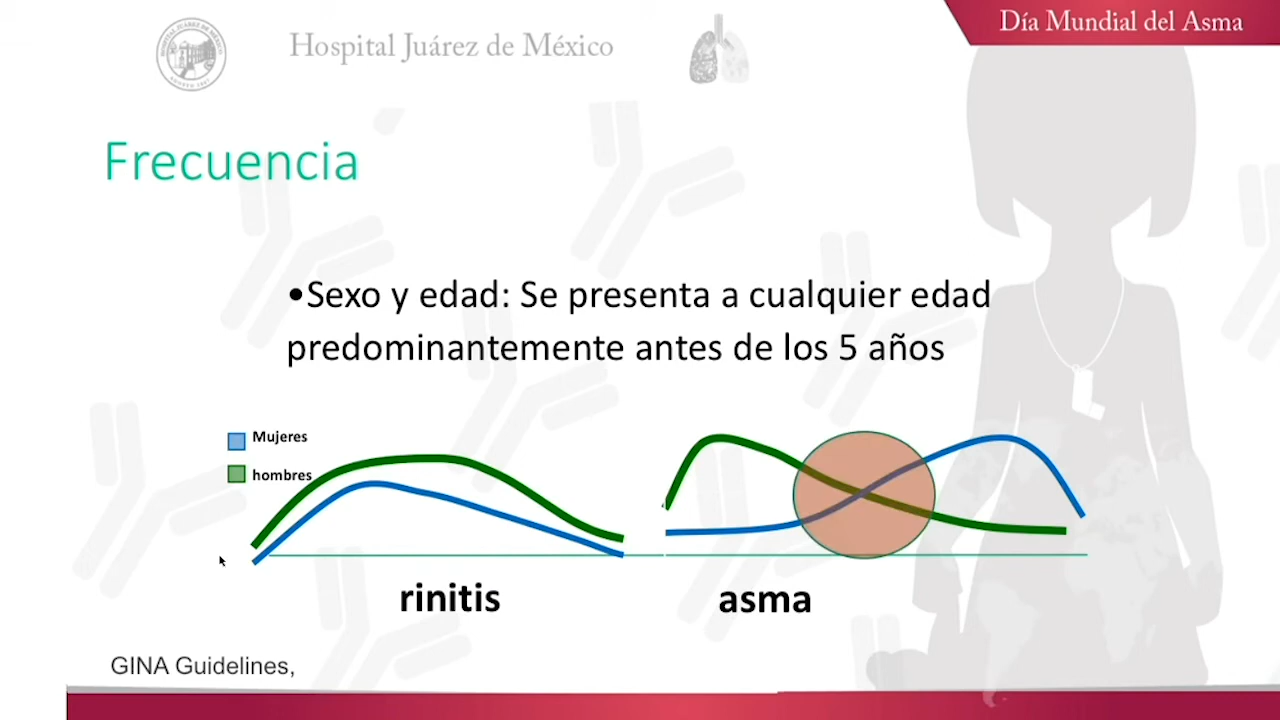 Día Mundial del Asma
Hospital Juárez de México
Frecuencia
•Sexo y edad: Se presenta a cualquier edad
predominantemente antes de los 5 años
Mujeres
hombres
rinitis
asma
GINA Guidelines,